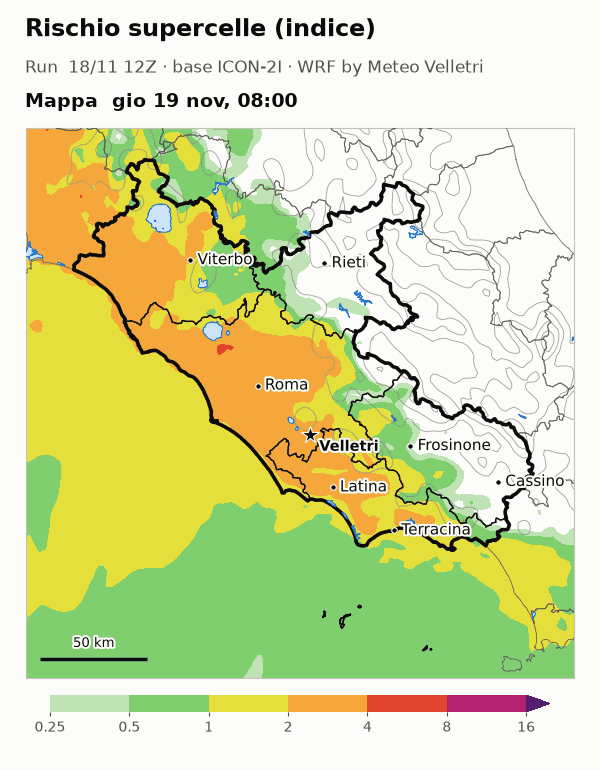 Rischio supercelle (indice)
Run  18/11 12Z · base ICON-2I · WRF by Meteo Velletri
Mappa  gio 19 nov, 08:00
Viterbo
Rieti
Roma
Velletri
Frosinone
Cassino
Latina
Terracina
50 km
0.25 0.5 1 2 4 8 16